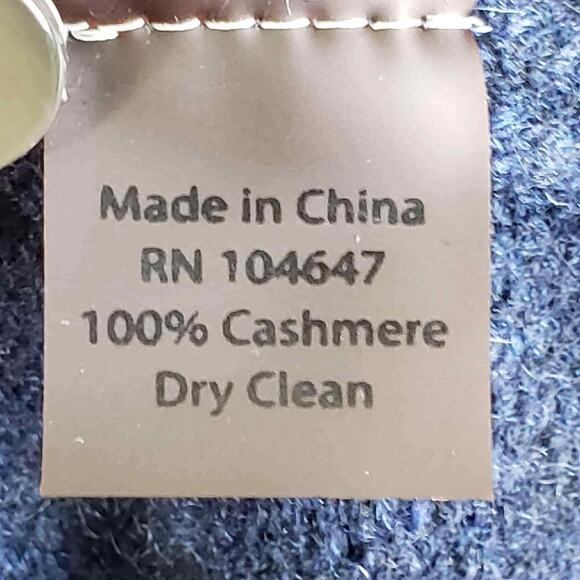 Made in China
RN 104647
100% Cashmere
Dry Clean